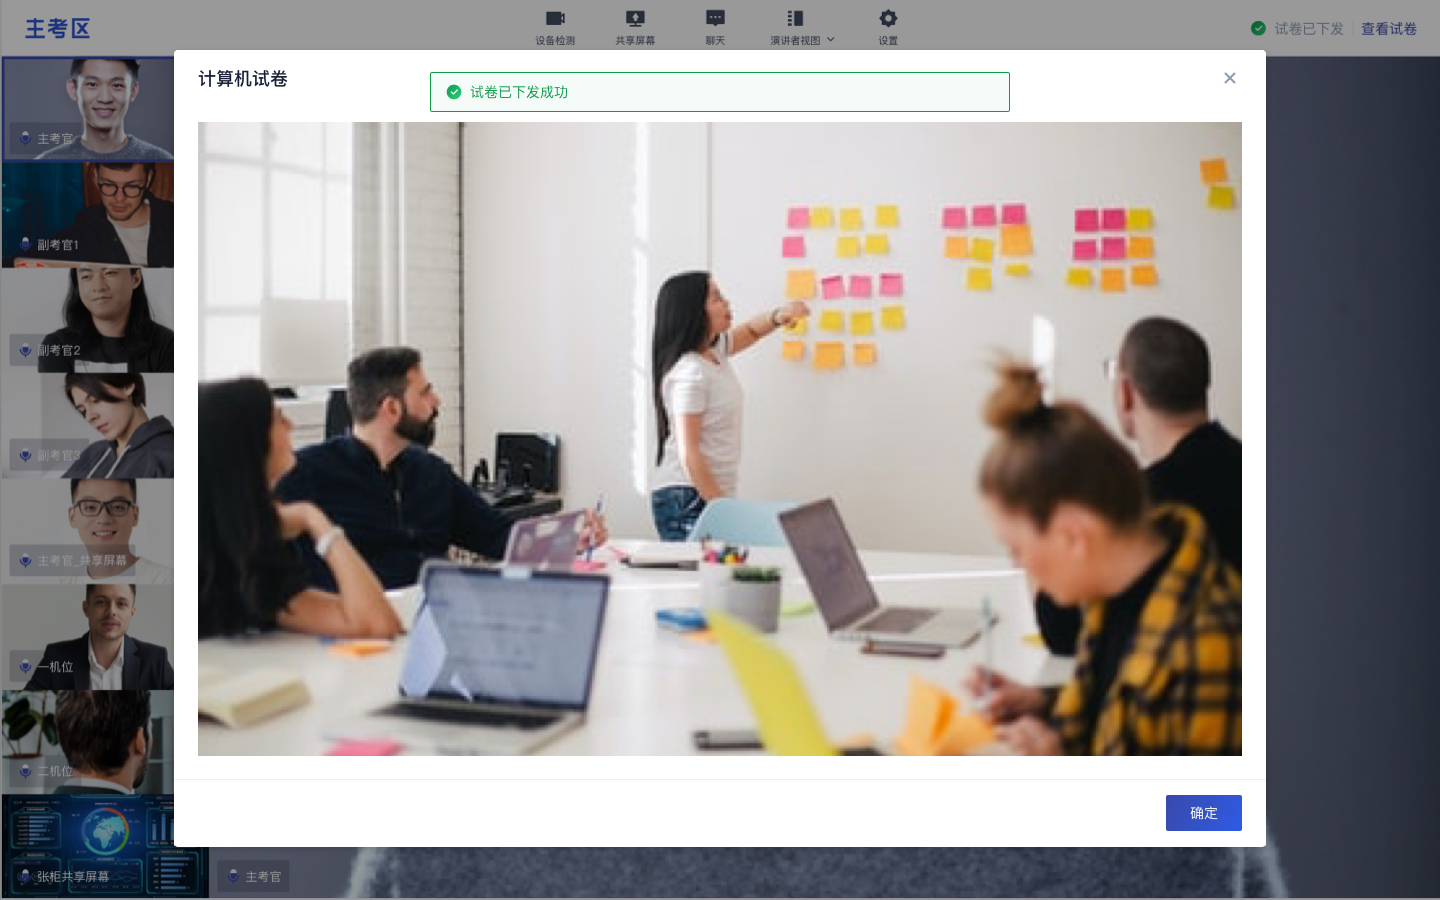 主考区
设备检测
共享屏幕
聊天
演讲者视图
设置
试卷已下发
查看试卷
计算机试卷
试卷已下发成功
主考官
副考官1
副考官2
副考官3
主考官_共享屏幕
一机位
二机位
张柜共享屏幕
主考官
确定